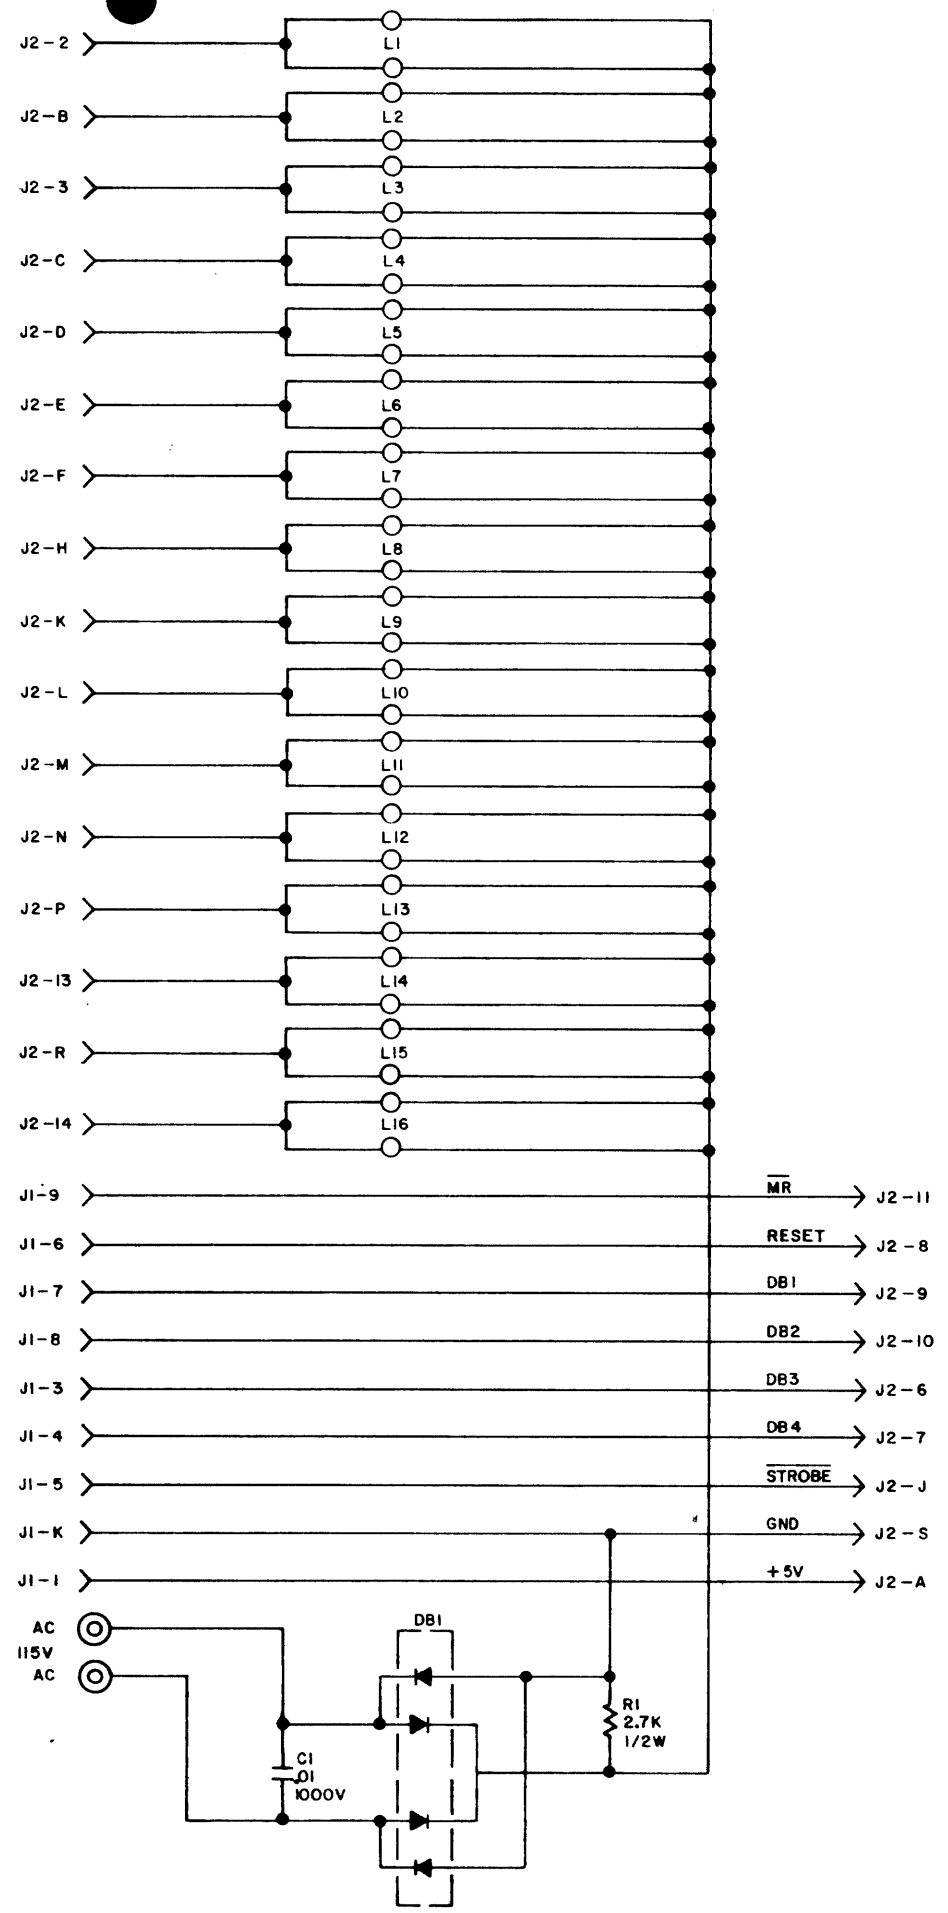 J2-2
L1
J2-B
L2
J2-3
L3
J2-C
L4
J2-D
L5
J2-E
L6
J2-F
L7
J2-H
L8
J2-K
L9
J2-L
L10
J2-M
L11
J2-N
L12
J2-P
L13
J2-13
L14
J2-R
L15
J2-14
L16
J1-9 MR J2-11
J1-6 RESET J2-8
J1-7 DB1 J2-9
J1-8 DB2 J2-10
J1-3 DB3 J2-6
J1-4 DB4 J2-7
J1-5 STROBE J2-J
J1-K GND J2-S
J1-1 +5V J2-A
AC
115V
AC
DB1
R1
2.7K
1/2W
C1
.01
1000V